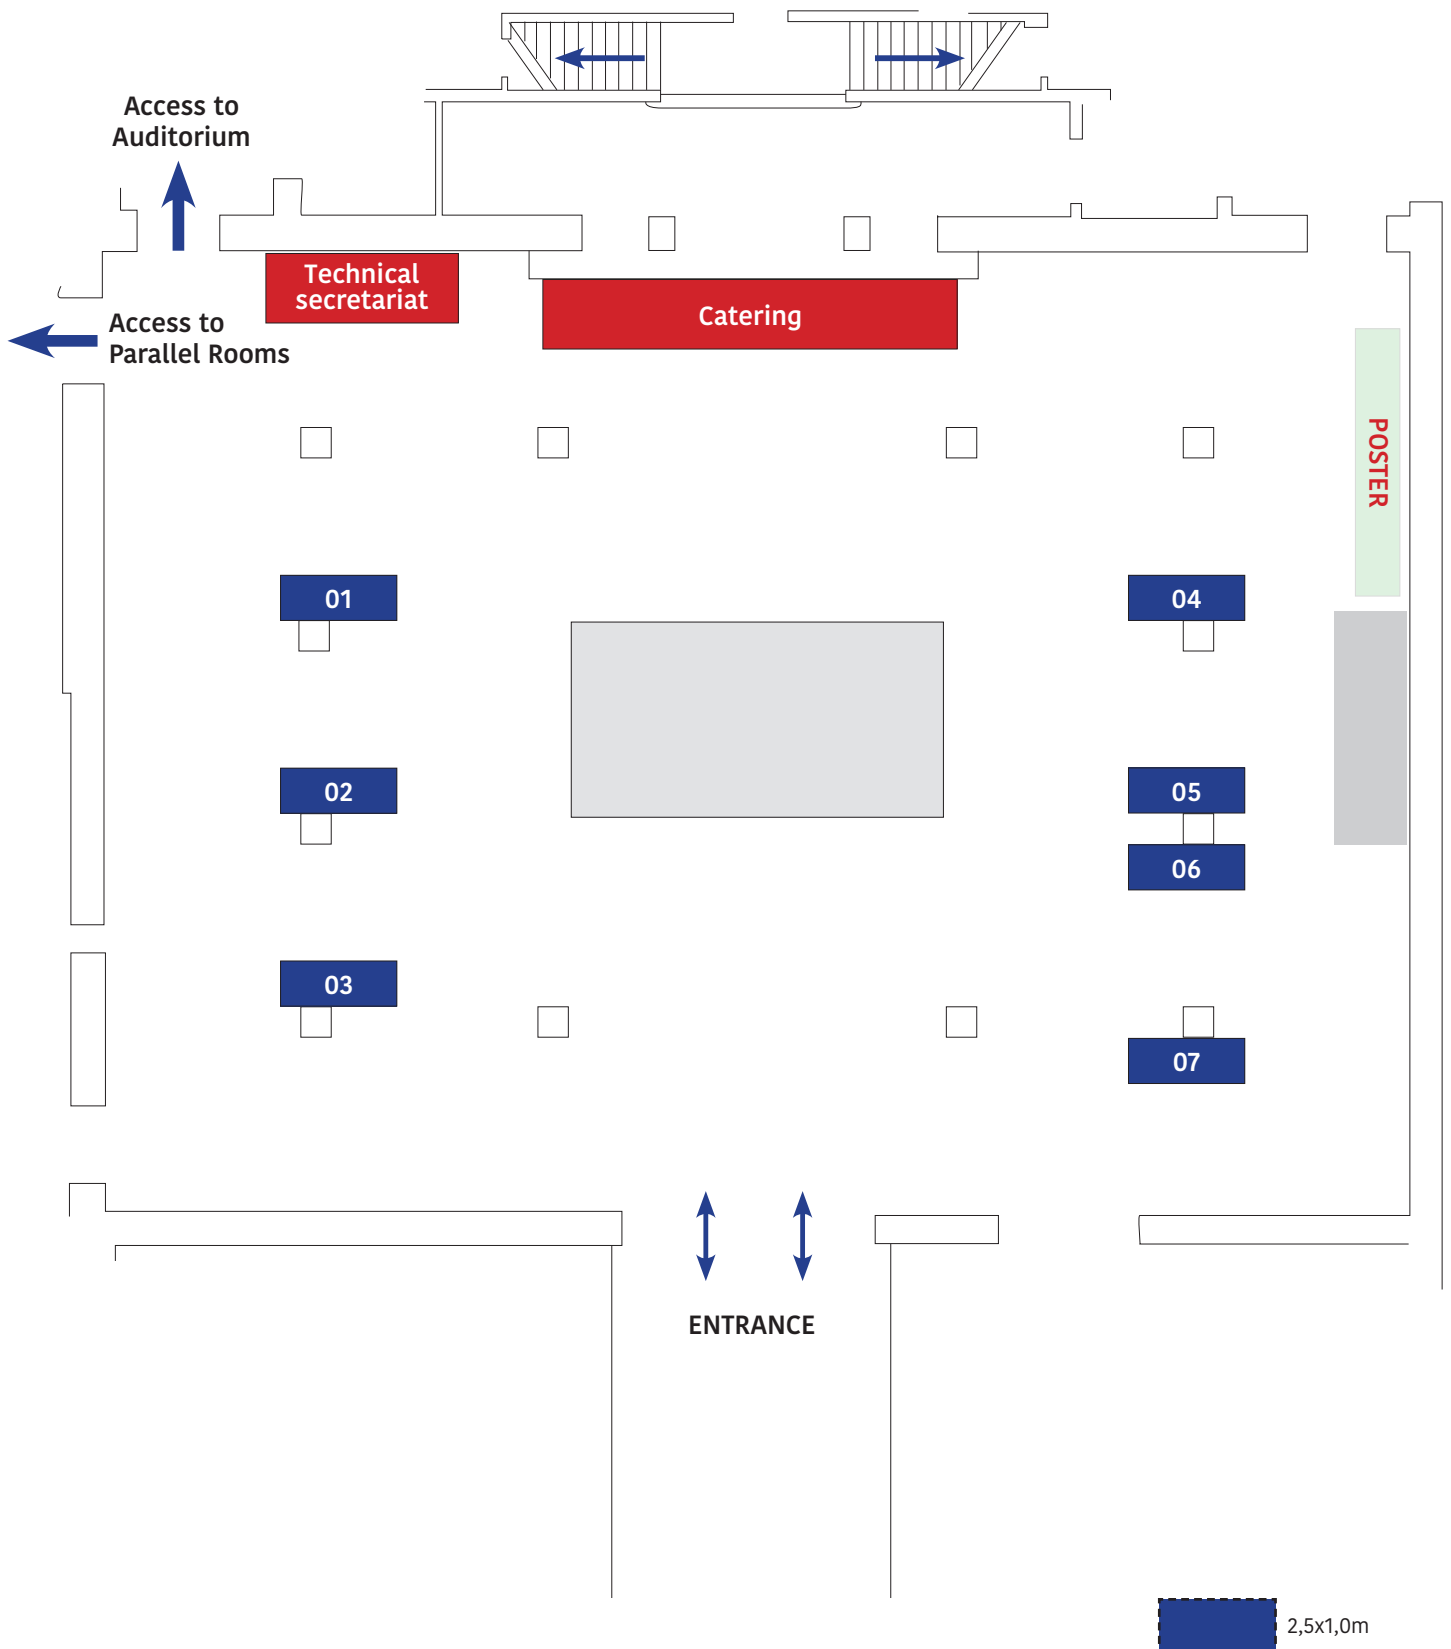 Access to
Auditorium
Technical
secretariat
Catering
Access to
Parallel Rooms
POSTER
01
04
02
05
06
03
07
ENTRANCE
2,5x1,0m